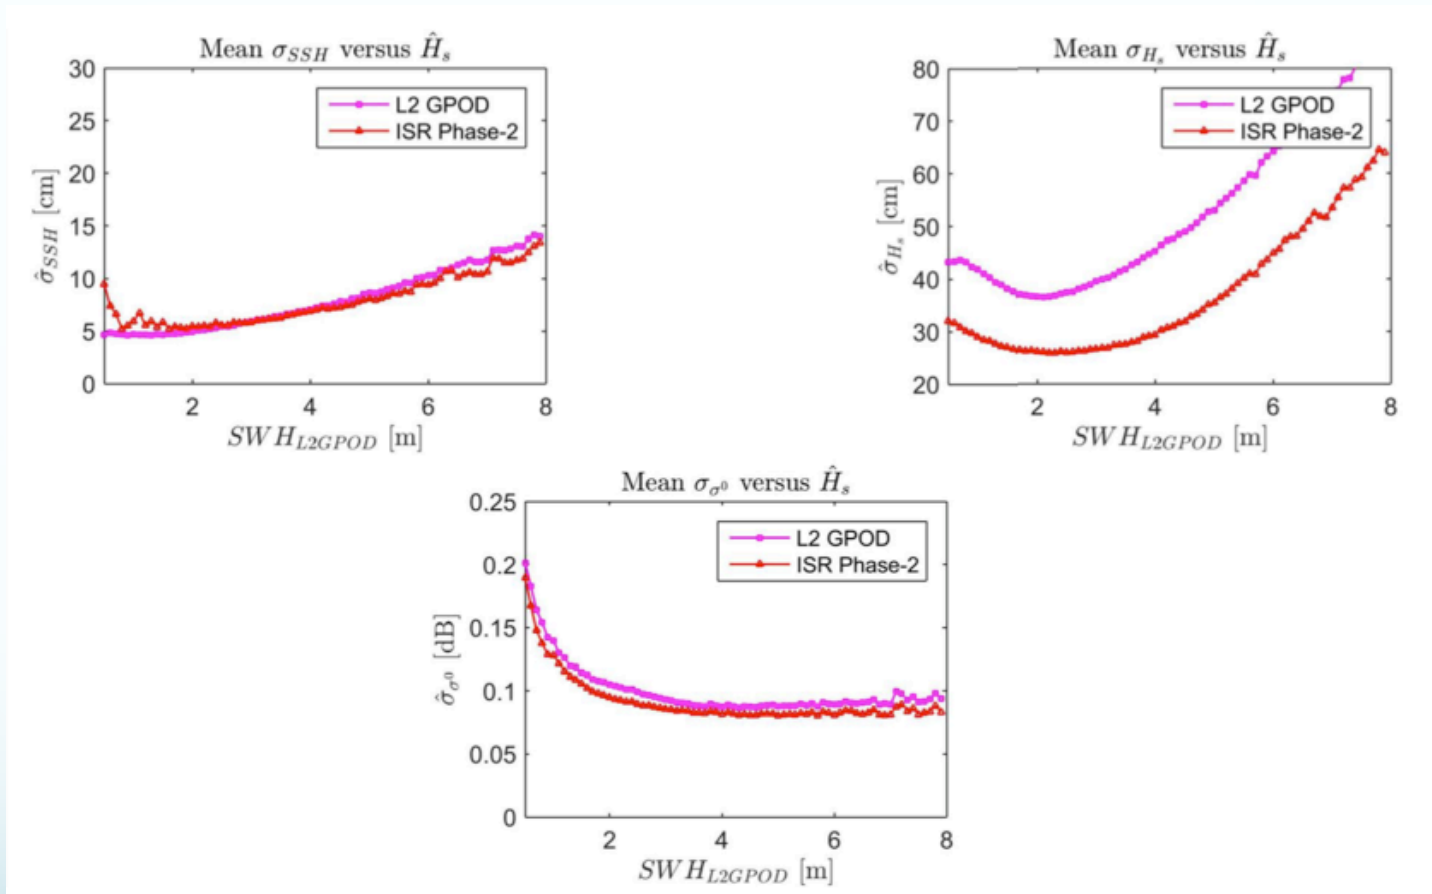 Mean σ_SSH versus Ĥ_s
30
25
20
15
10
5
0
σ̂_SSH [cm]
L2 GPOD
ISR Phase-2
2 4 6 8
SWH_L2GPOD [m]
Mean σ_H_s versus Ĥ_s
80
70
60
50
40
30
20
σ̂_H_s [cm]
L2 GPOD
ISR Phase-2
2 4 6 8
SWH_L2GPOD [m]
Mean σ_σ⁰ versus Ĥ_s
0.25
0.2
0.15
0.1
0.05
0
σ̂_σ⁰ [dB]
L2 GPOD
ISR Phase-2
2 4 6 8
SWH_L2GPOD [m]